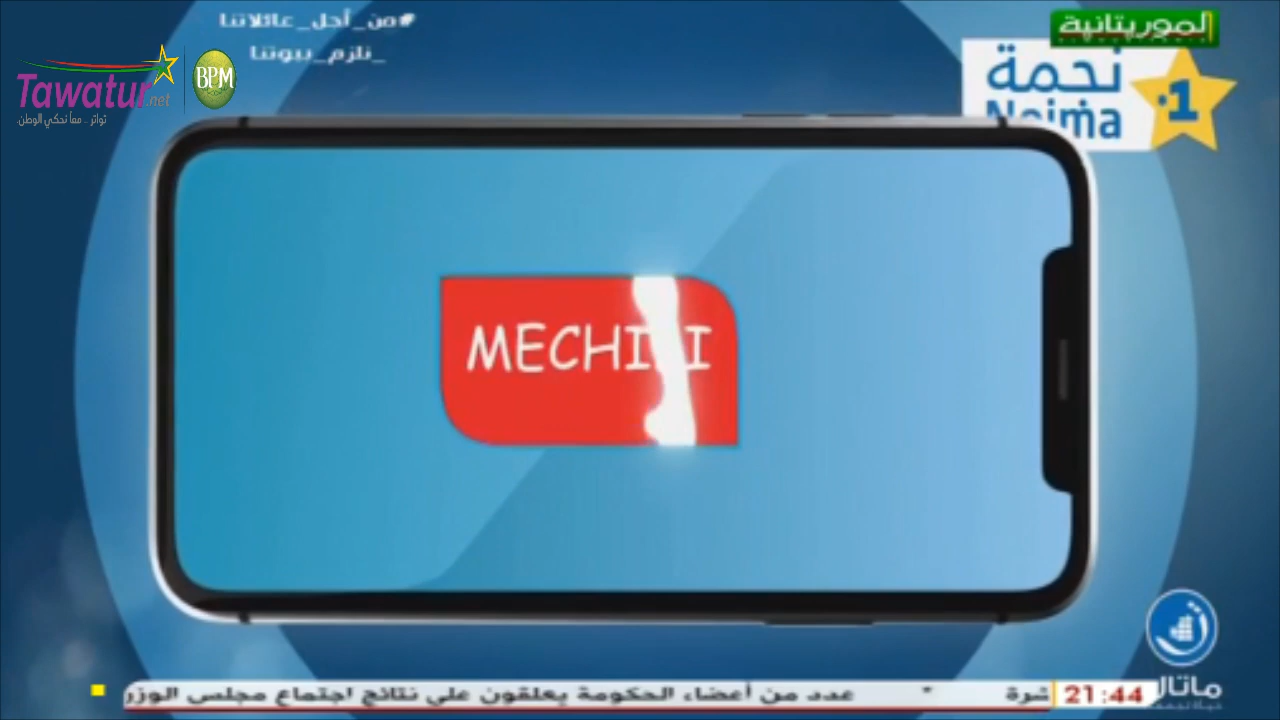 #من_أجل_عائلاتنا
_نلزم_بيوتنا
الموريتانية
Tawatur.net
BPM
تواتر .. معاً نحكي الوطن.
نجمة
Nejma
1
MECHILI
ماتال
21:44
شرة
عدد من أعضاء الحكومة يعلقون على نتائج اجتماع مجلس الوزر